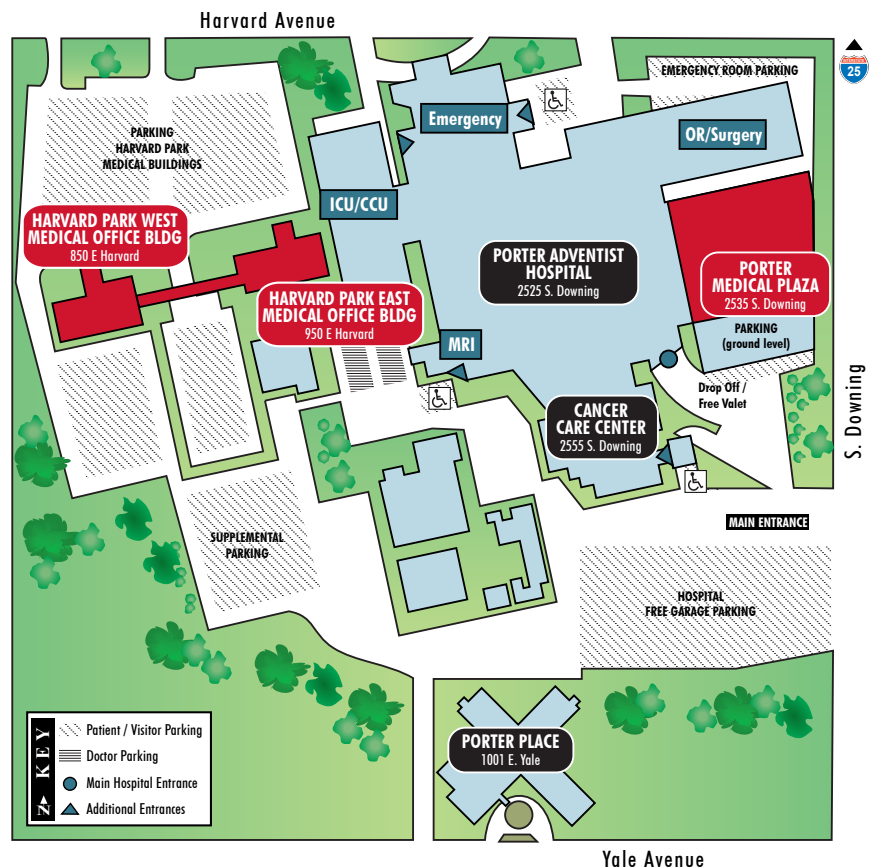 Harvard Avenue
25
EMERGENCY ROOM PARKING
Emergency
PARKING
HARVARD PARK
MEDICAL BUILDINGS
OR/Surgery
ICU/CCU
HARVARD PARK WEST
MEDICAL OFFICE BLDG
850 E Harvard
PORTER ADVENTIST
HOSPITAL
2525 S. Downing
PORTER
MEDICAL PLAZA
2535 S. Downing
HARVARD PARK EAST
MEDICAL OFFICE BLDG
950 E Harvard
MRI
PARKING
(ground level)
Drop Off /
Free Valet
CANCER
CARE CENTER
2555 S. Downing
S. Downing
MAIN ENTRANCE
SUPPLEMENTAL
PARKING
HOSPITAL
FREE GARAGE PARKING
PORTER PLACE
1001 E. Yale
KEY
N
Patient / Visitor Parking
Doctor Parking
Main Hospital Entrance
Additional Entrances
Yale Avenue